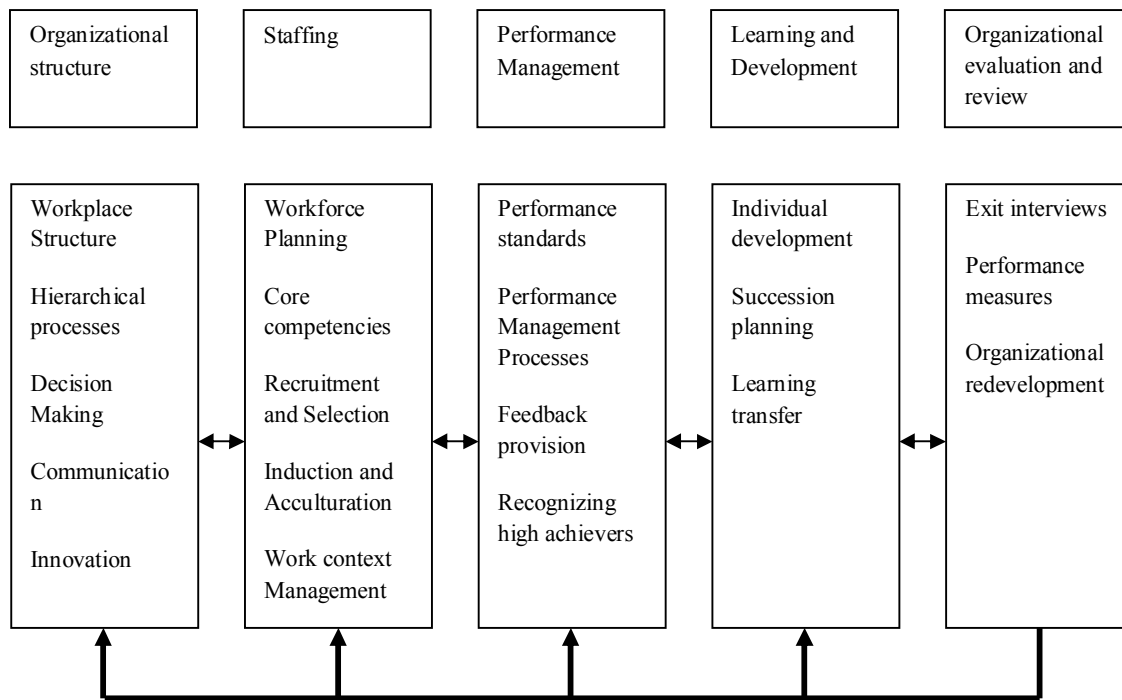 Organizational
structure
Staffing
Performance
Management
Learning and
Development
Organizational
evaluation and
review
Workplace
Structure
Hierarchical
processes
Decision
Making
Communicatio
n
Innovation
Workforce
Planning
Core
competencies
Recruitment
and Selection
Induction and
Acculturation
Work context
Management
Performance
standards
Performance
Management
Processes
Feedback
provision
Recognizing
high achievers
Individual
development
Succession
planning
Learning
transfer
Exit interviews
Performance
measures
Organizational
redevelopment